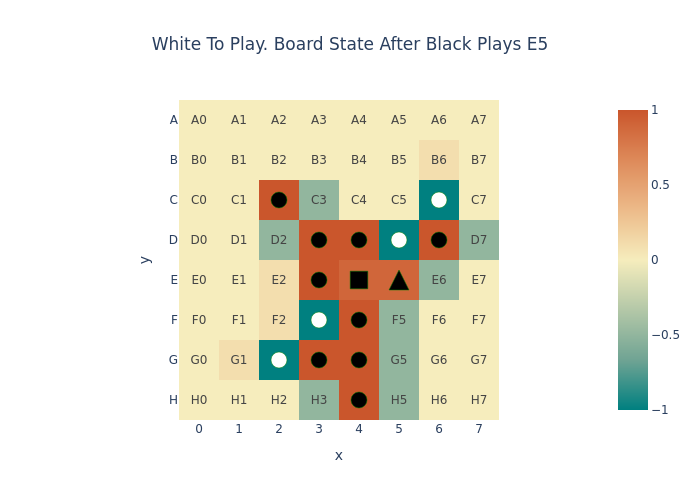 White To Play. Board State After Black Plays E5
A A0 A1 A2 A3 A4 A5 A6 A7
B B0 B1 B2 B3 B4 B5 B6 B7
C C0 C1 C3 C4 C5 C7
D D0 D1 D2 D7
E E0 E1 E2 E6 E7
F F0 F1 F2 F5 F6 F7
G G0 G1 G5 G6 G7
H H0 H1 H2 H3 H5 H6 H7
0 1 2 3 4 5 6 7
x
y
1
0.5
0
−0.5
−1